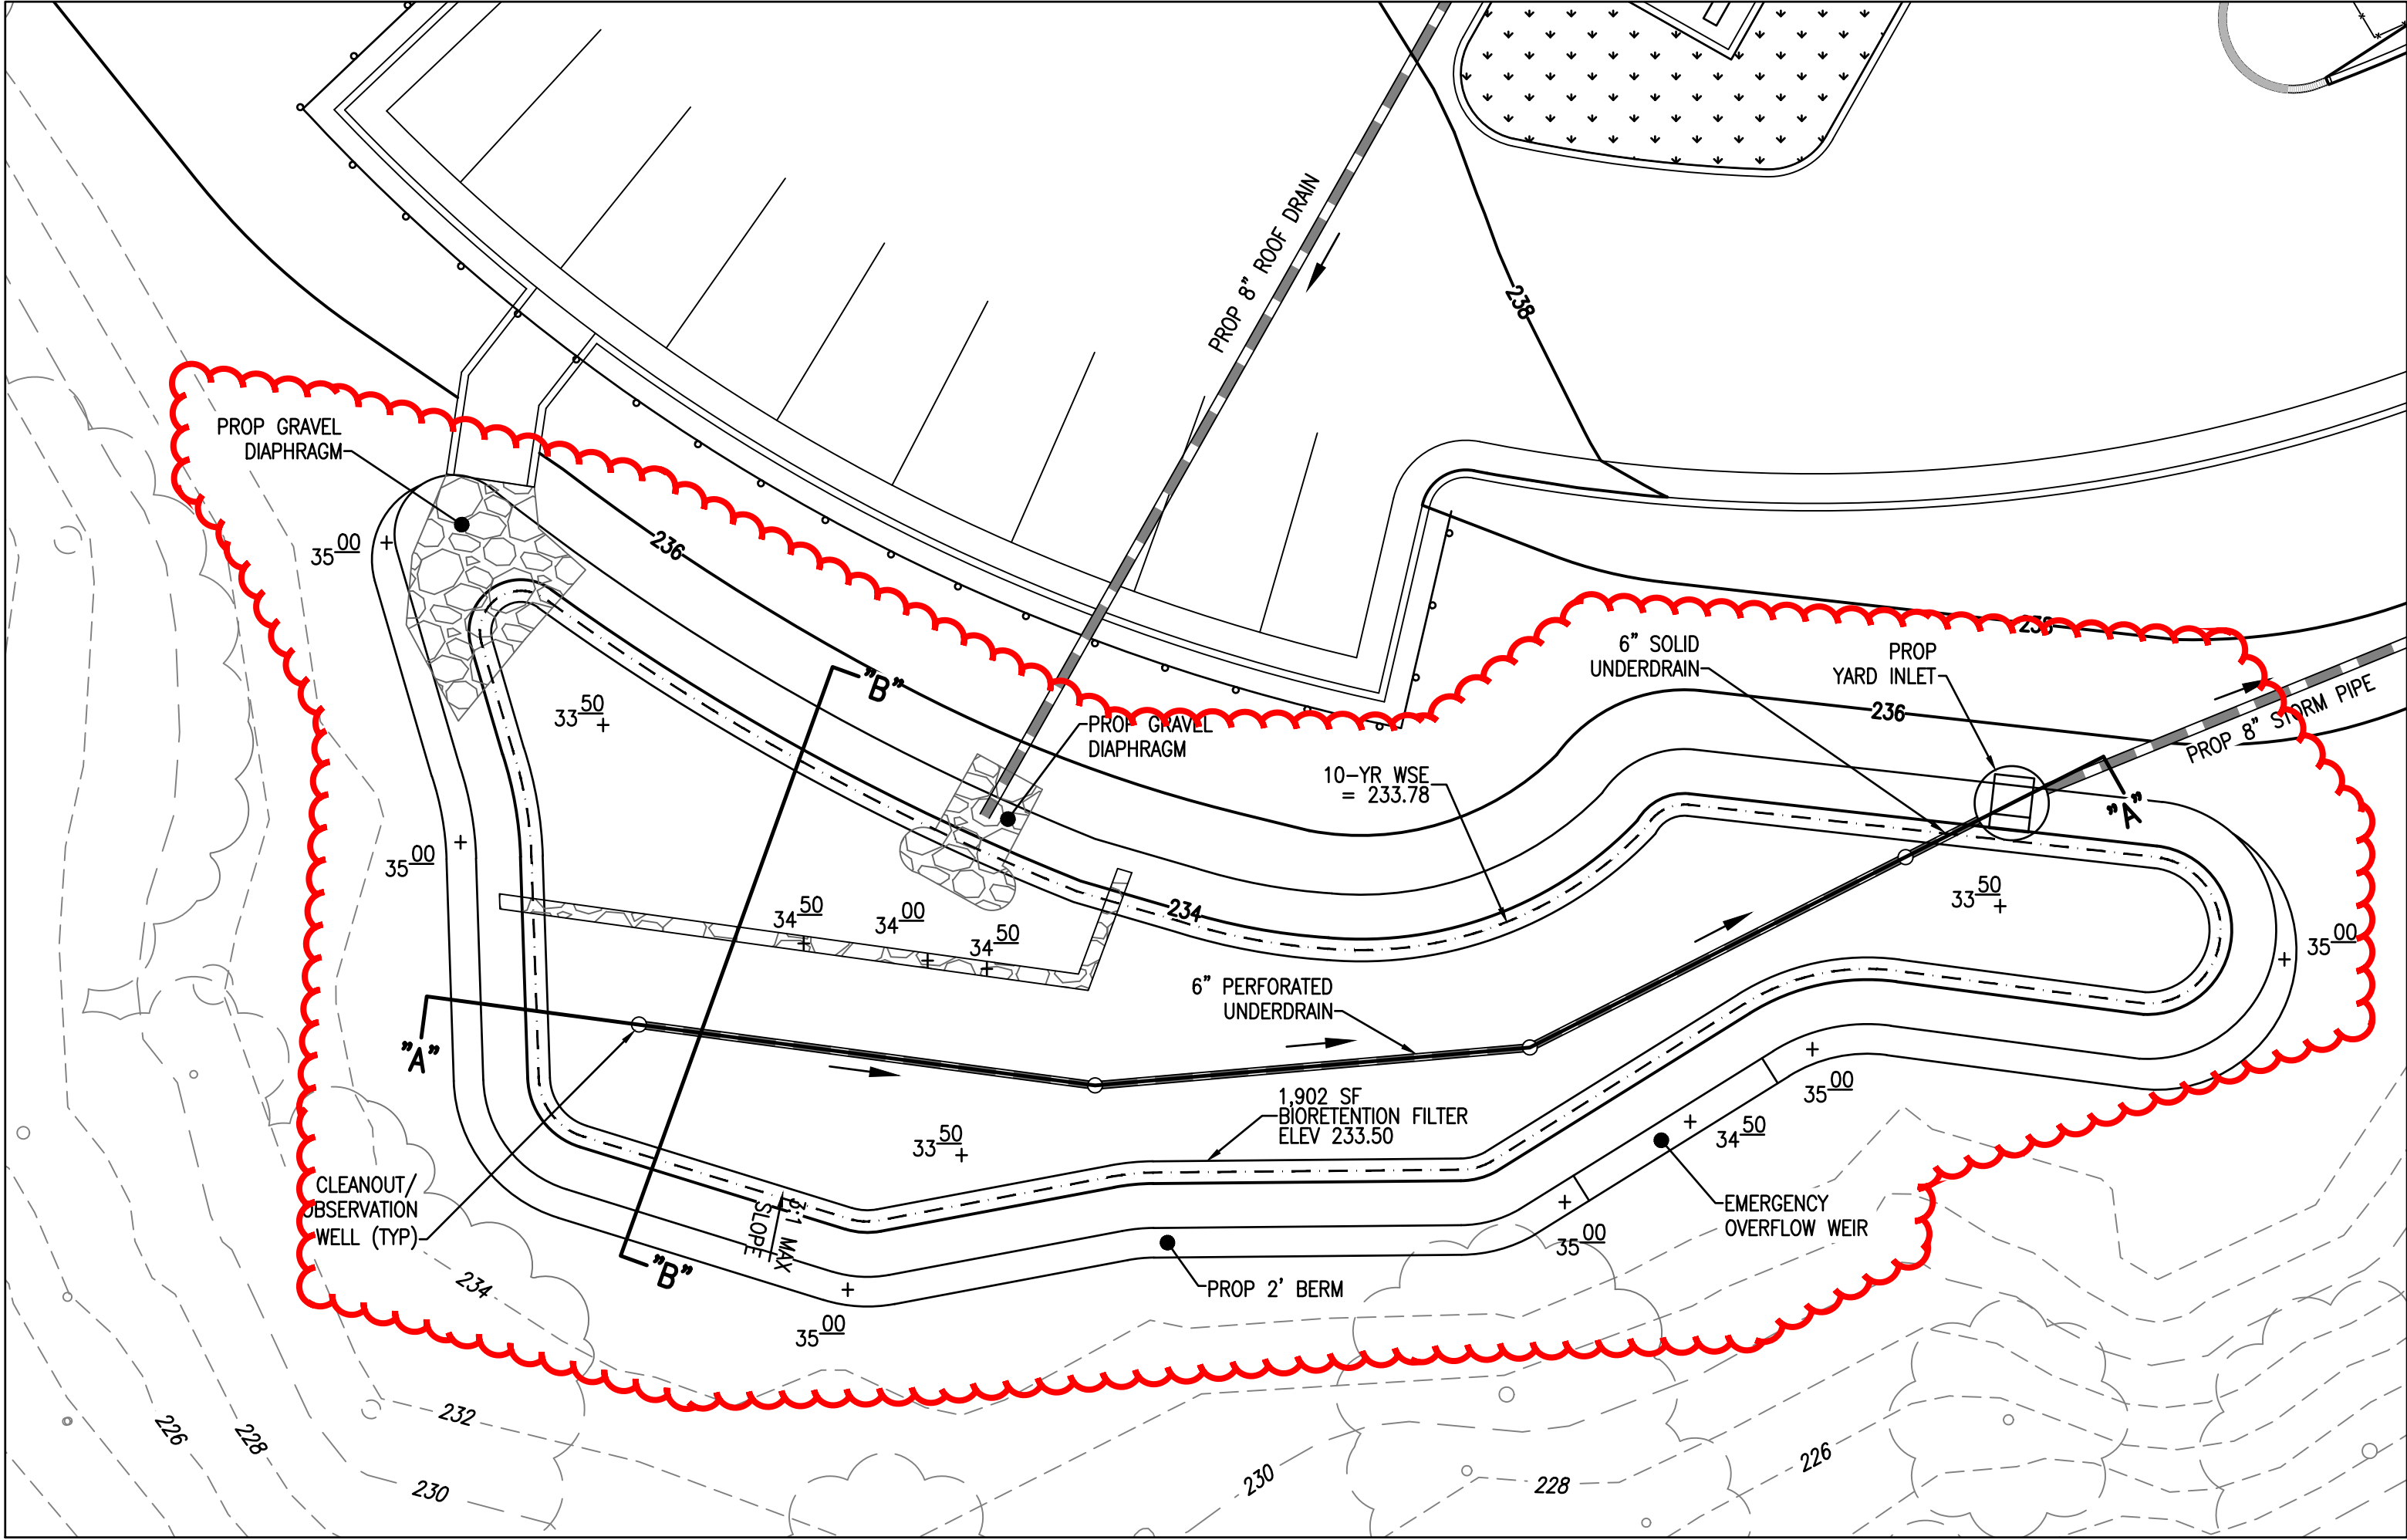 PROP 8" ROOF DRAIN
238
PROP GRAVEL
DIAPHRAGM
35 00
236
"B"
6" SOLID
UNDERDRAIN
PROP
YARD INLET
238
236
PROP 8" STORM PIPE
33 50
PROP GRAVEL
DIAPHRAGM
10-YR WSE
= 233.78
"A"
35 00
34 50
34 00
34 50
234
33 50
35 00
6" PERFORATED
UNDERDRAIN
"A"
1,902 SF
BIORETENTION FILTER
ELEV 233.50
35 00
34 50
33 50
CLEANOUT/
OBSERVATION
WELL (TYP)
3:1 MAX
SLOPE
EMERGENCY
OVERFLOW WEIR
35 00
"B"
234
PROP 2' BERM
35 00
232
226
228
230
230
228
226